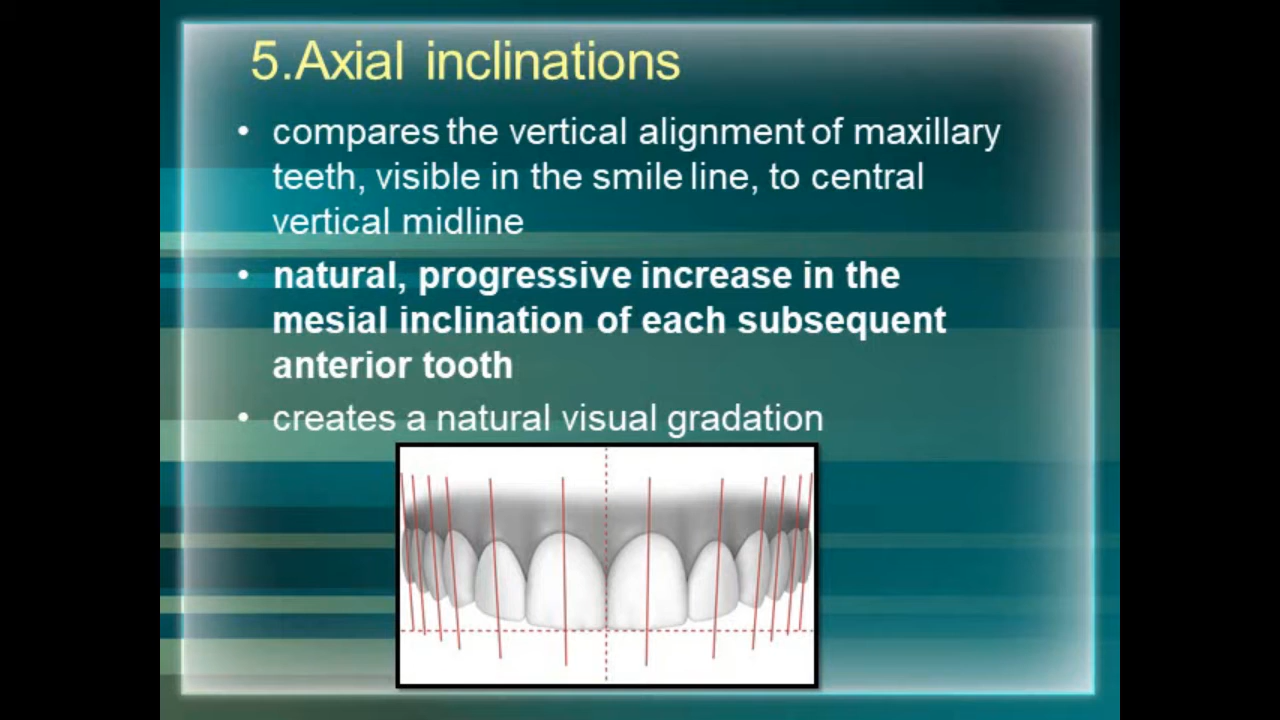 5.Axial inclinations
• compares the vertical alignment of maxillary
teeth, visible in the smile line, to central
vertical midline
• natural, progressive increase in the
mesial inclination of each subsequent
anterior tooth
• creates a natural visual gradation